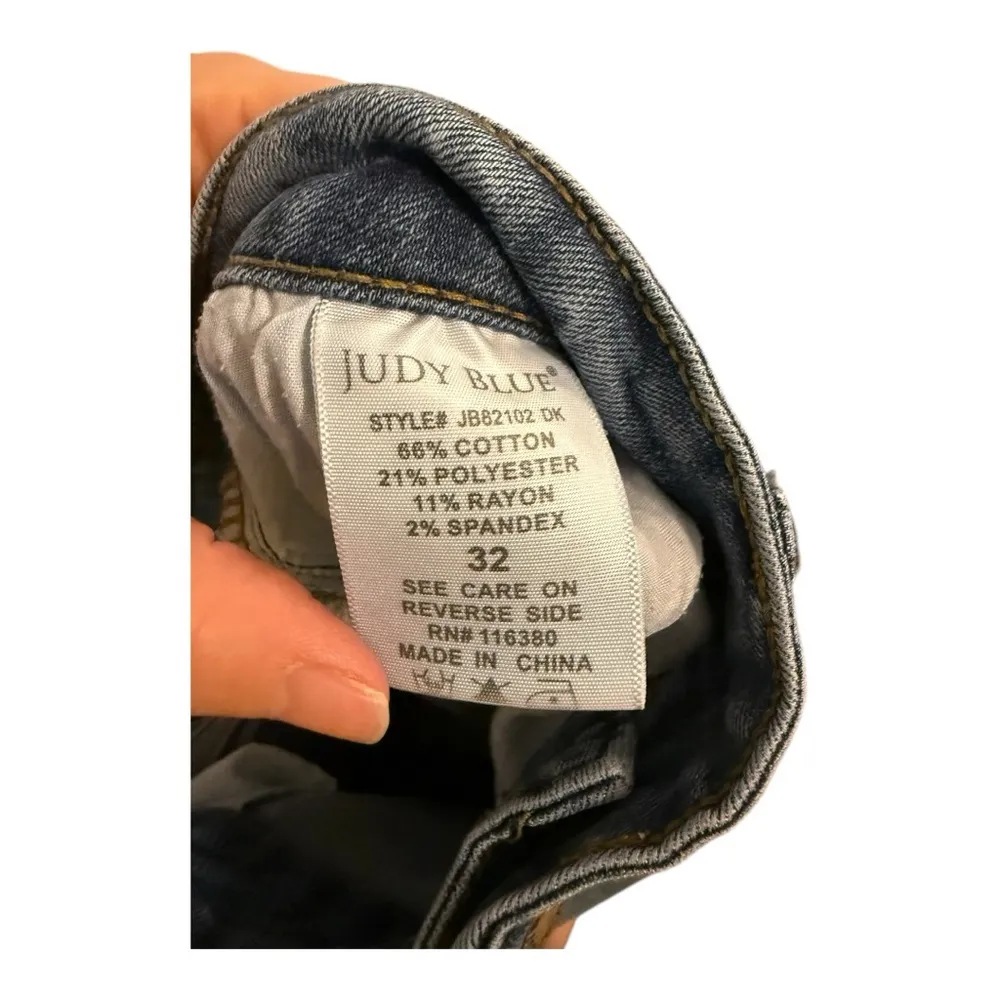 JUDY BLUE®
STYLE# JB82102 DK
66% COTTON
21% POLYESTER
11% RAYON
2% SPANDEX
32
SEE CARE ON
REVERSE SIDE
RN# 116380
MADE IN CHINA